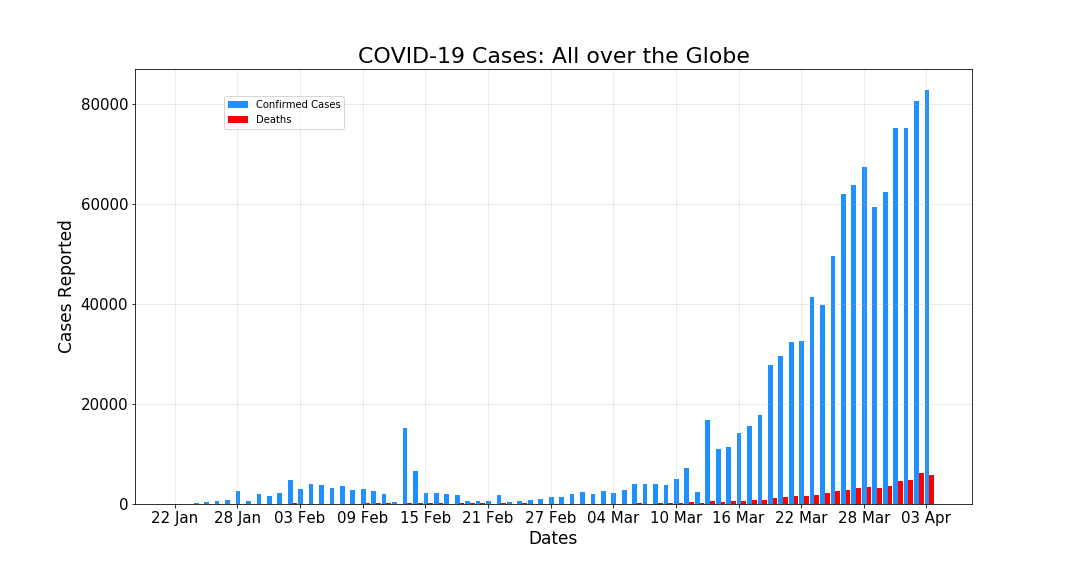 COVID-19 Cases: All over the Globe
Confirmed Cases
Deaths
80000
60000
40000
20000
0
Cases Reported
22 Jan 28 Jan 03 Feb 09 Feb 15 Feb 21 Feb 27 Feb 04 Mar 10 Mar 16 Mar 22 Mar 28 Mar 03 Apr
Dates